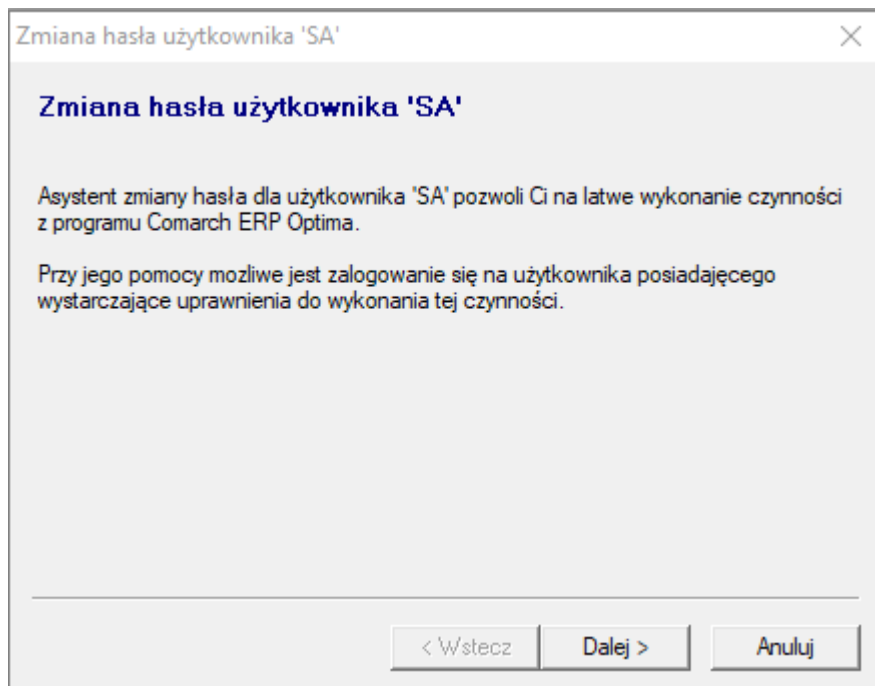 Zmiana hasła użytkownika 'SA'
Zmiana hasła użytkownika 'SA'
Asystent zmiany hasła dla użytkownika 'SA' pozwoli Ci na latwe wykonanie czynności
z programu Comarch ERP Optima.
Przy jego pomocy mozliwe jest zalogowanie się na użytkownika posiadającego
wystarczające uprawnienia do wykonania tej czynności.
< Wstecz
Dalej >
Anuluj